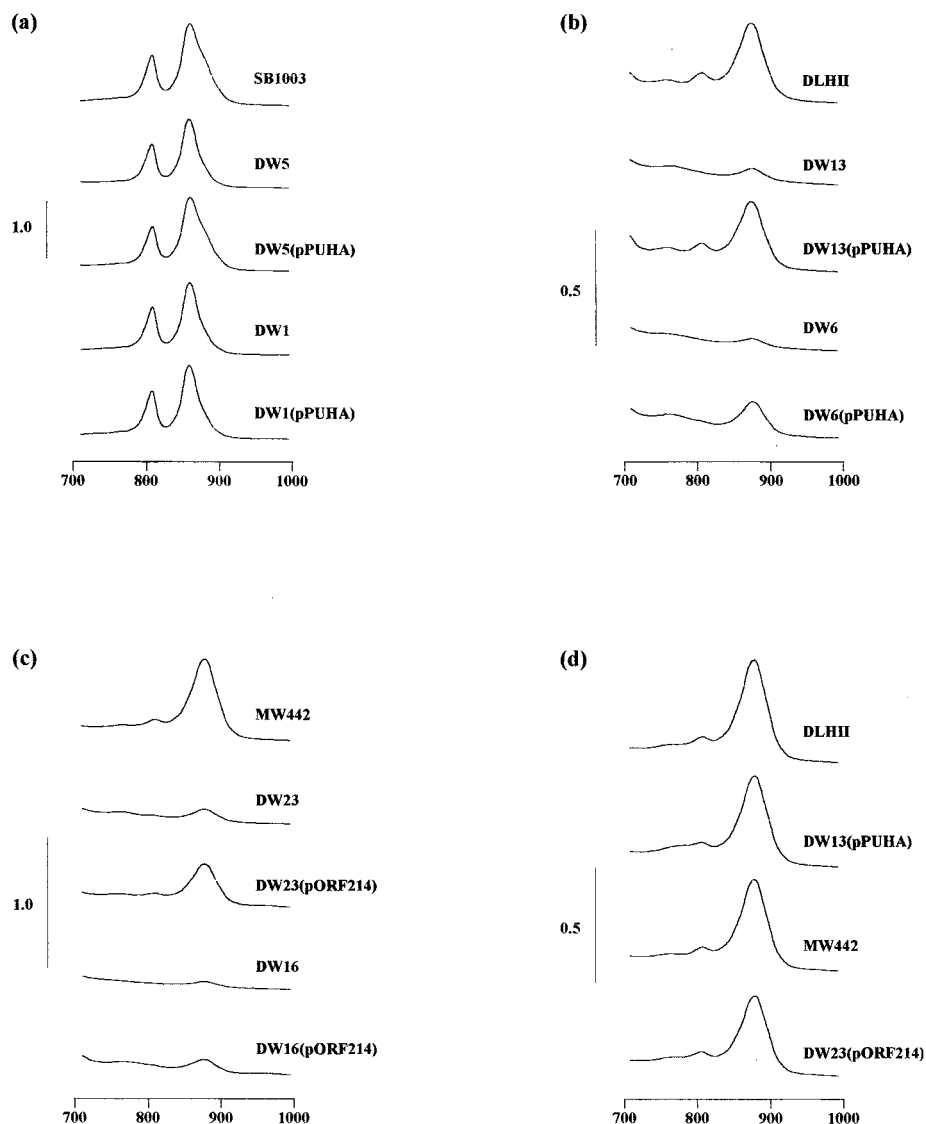 (a)
SB1003
DW5
1.0
DW5(pPUHA)
DW1
DW1(pPUHA)
700 800 900 1000
(b)
DLHII
DW13
DW13(pPUHA)
0.5
DW6
DW6(pPUHA)
700 800 900 1000
(c)
MW442
DW23
DW23(pORF214)
1.0
DW16
DW16(pORF214)
700 800 900 1000
(d)
DLHII
DW13(pPUHA)
0.5
MW442
DW23(pORF214)
700 800 900 1000